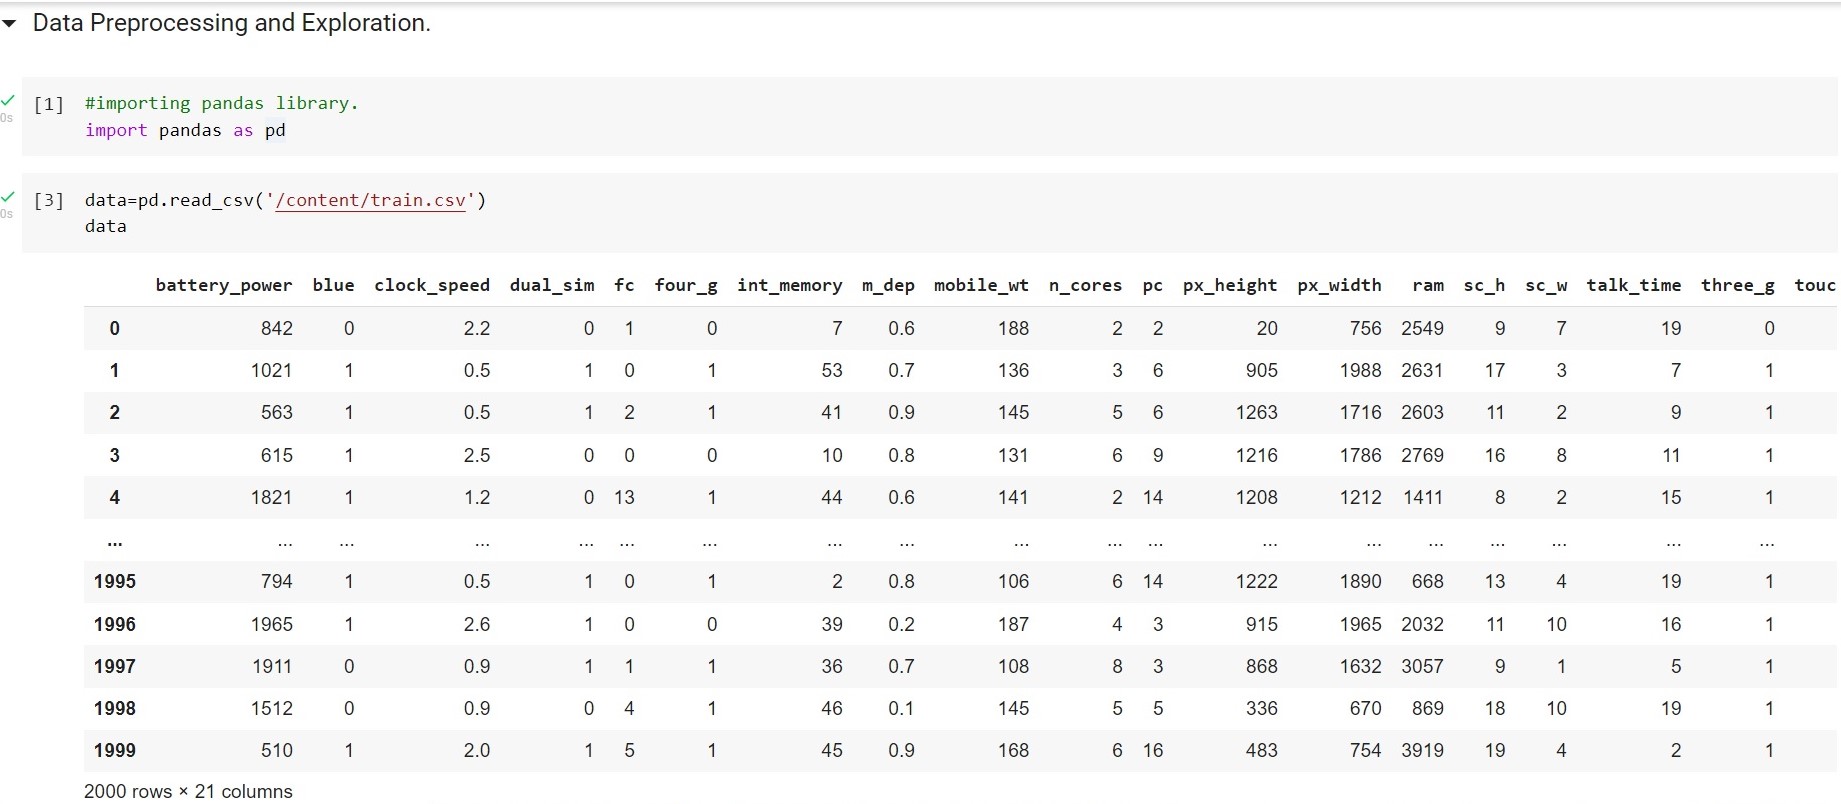 Data Preprocessing and Exploration.
[1] #importing pandas library.
import pandas as pd
0s
[3] data=pd.read_csv('/content/train.csv')
0s
data
battery_power blue clock_speed dual_sim fc four_g int_memory m_dep mobile_wt n_cores pc px_height px_width ram sc_h sc_w talk_time three_g touc
0 842 0 2.2 0 1 0 7 0.6 188 2 2 20 756 2549 9 7 19 0
1 1021 1 0.5 1 0 1 53 0.7 136 3 6 905 1988 2631 17 3 7 1
2 563 1 0.5 1 2 1 41 0.9 145 5 6 1263 1716 2603 11 2 9 1
3 615 1 2.5 0 0 0 10 0.8 131 6 9 1216 1786 2769 16 8 11 1
4 1821 1 1.2 0 13 1 44 0.6 141 2 14 1208 1212 1411 8 2 15 1
... ... ... ... ... ... ... ... ... ... ... ... ... ... ... ... ... ... ...
1995 794 1 0.5 1 0 1 2 0.8 106 6 14 1222 1890 668 13 4 19 1
1996 1965 1 2.6 1 0 0 39 0.2 187 4 3 915 1965 2032 11 10 16 1
1997 1911 0 0.9 1 1 1 36 0.7 108 8 3 868 1632 3057 9 1 5 1
1998 1512 0 0.9 0 4 1 46 0.1 145 5 5 336 670 869 18 10 19 1
1999 510 1 2.0 1 5 1 45 0.9 168 6 16 483 754 3919 19 4 2 1
2000 rows × 21 columns